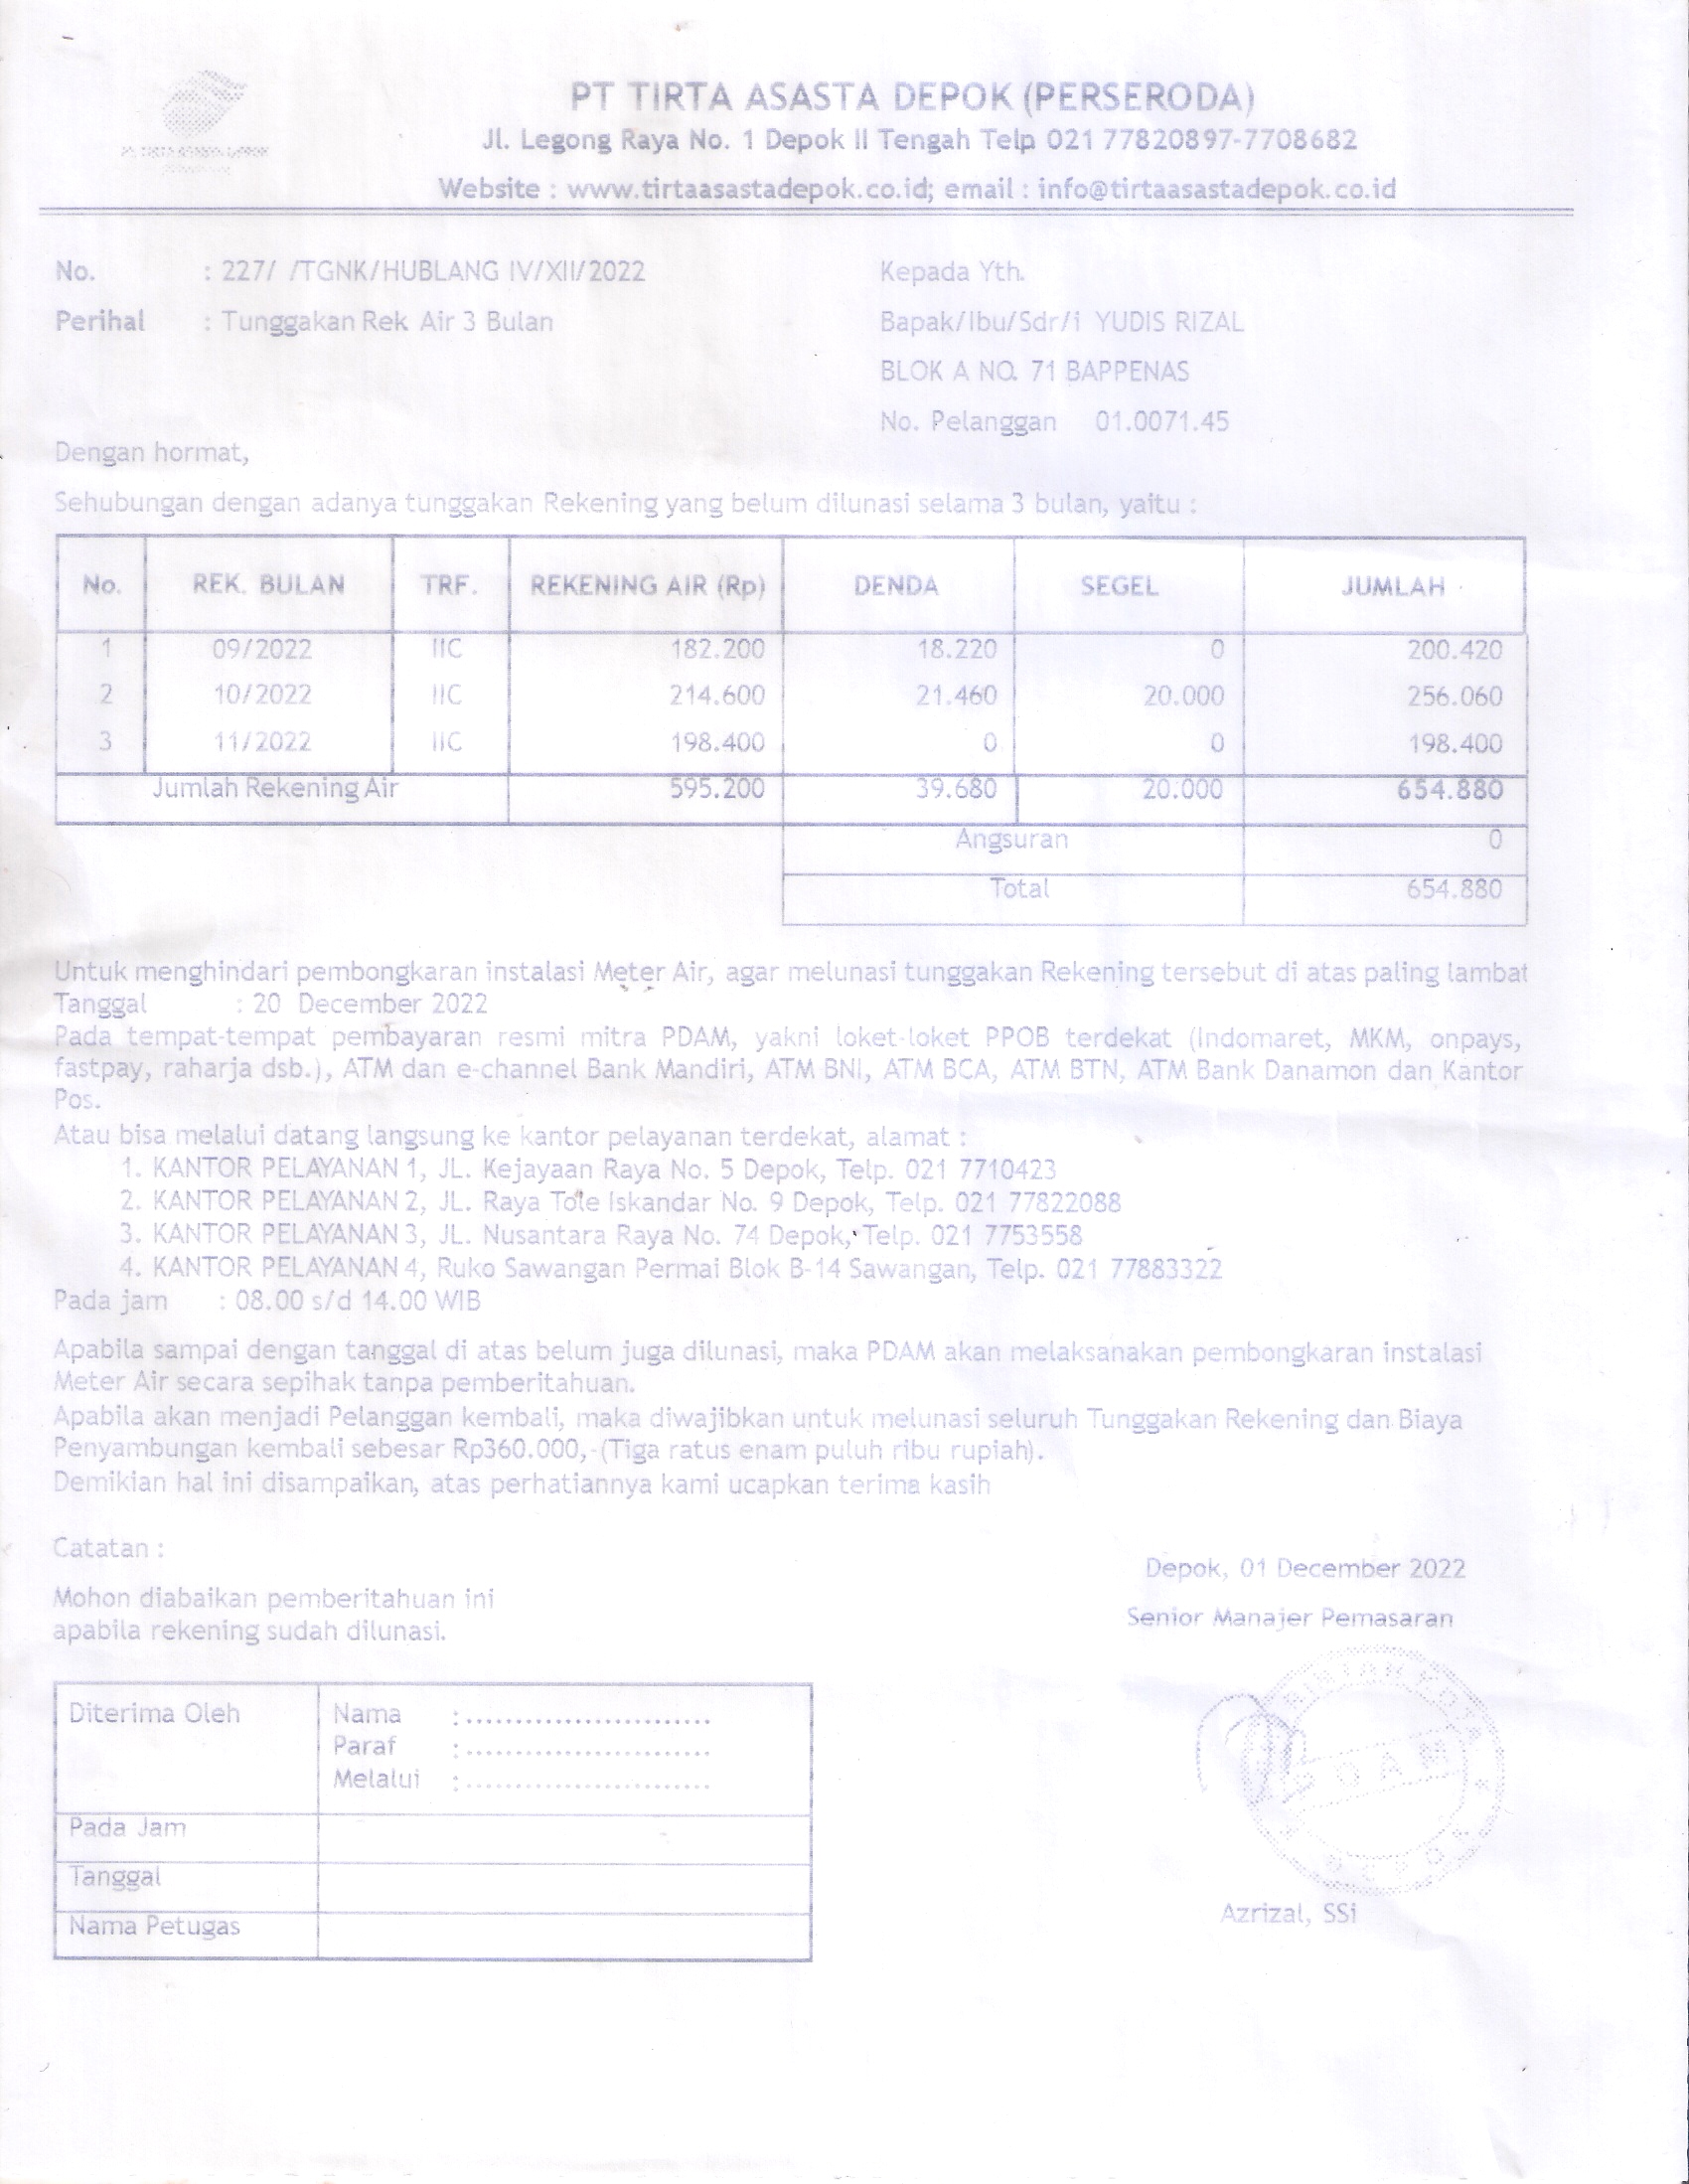 PT TIRTA ASASTA DEPOK (PERSERODA)
Jl. Legong Raya No. 1 Depok II Tengah Telp 021 77820897-7708682
Website : www.tirtaasastadepok.co.id; email : info@tirtaasastadepok.co.id
PT. TIRTA ASASTA DEPOK
No. : 227/ /TGNK/HUBLANG IV/XII/2022
Perihal : Tunggakan Rek Air 3 Bulan
Kepada Yth.
Bapak/Ibu/Sdr/i YUDIS RIZAL
BLOK A NO. 71 BAPPENAS
No. Pelanggan 01.0071.45
Dengan hormat,
Sehubungan dengan adanya tunggakan Rekening yang belum dilunasi selama 3 bulan, yaitu :
No. REK. BULAN TRF. REKENING AIR (Rp) DENDA SEGEL JUMLAH
1 09/2022 IIC 182.200 18.220 0 200.420
2 10/2022 IIC 214.600 21.460 20.000 256.060
3 11/2022 IIC 198.400 0 0 198.400
Jumlah Rekening Air 595.200 39.680 20.000 654.880
Angsuran 0
Total 654.880
Untuk menghindari pembongkaran instalasi Meter Air, agar melunasi tunggakan Rekening tersebut di atas paling lambat
Tanggal : 20 December 2022
Pada tempat-tempat pembayaran resmi mitra PDAM, yakni loket-loket PPOB terdekat (Indomaret, MKM, onpays,
fastpay, raharja dsb.), ATM dan e-channel Bank Mandiri, ATM BNI, ATM BCA, ATM BTN, ATM Bank Danamon dan Kantor
Pos.
Atau bisa melalui datang langsung ke kantor pelayanan terdekat, alamat :
1. KANTOR PELAYANAN 1, JL. Kejayaan Raya No. 5 Depok, Telp. 021 7710423
2. KANTOR PELAYANAN 2, JL. Raya Tole Iskandar No. 9 Depok, Telp. 021 77822088
3. KANTOR PELAYANAN 3, JL. Nusantara Raya No. 74 Depok, Telp. 021 7753558
4. KANTOR PELAYANAN 4, Ruko Sawangan Permai Blok B-14 Sawangan, Telp. 021 77883322
Pada jam : 08.00 s/d 14.00 WIB
Apabila sampai dengan tanggal di atas belum juga dilunasi, maka PDAM akan melaksanakan pembongkaran instalasi
Meter Air secara sepihak tanpa pemberitahuan.
Apabila akan menjadi Pelanggan kembali, maka diwajibkan untuk melunasi seluruh Tunggakan Rekening dan Biaya
Penyambungan kembali sebesar Rp360.000,-(Tiga ratus enam puluh ribu rupiah).
Demikian hal ini disampaikan, atas perhatiannya kami ucapkan terima kasih
Catatan :
Mohon diabaikan pemberitahuan ini
apabila rekening sudah dilunasi.
Depok, 01 December 2022
Senior Manajer Pemasaran
PDAM
DEPOK
Azrizal, SSi
Diterima Oleh
Nama :.........................
Paraf :.........................
Melalui :.........................
Pada Jam
Tanggal
Nama Petugas